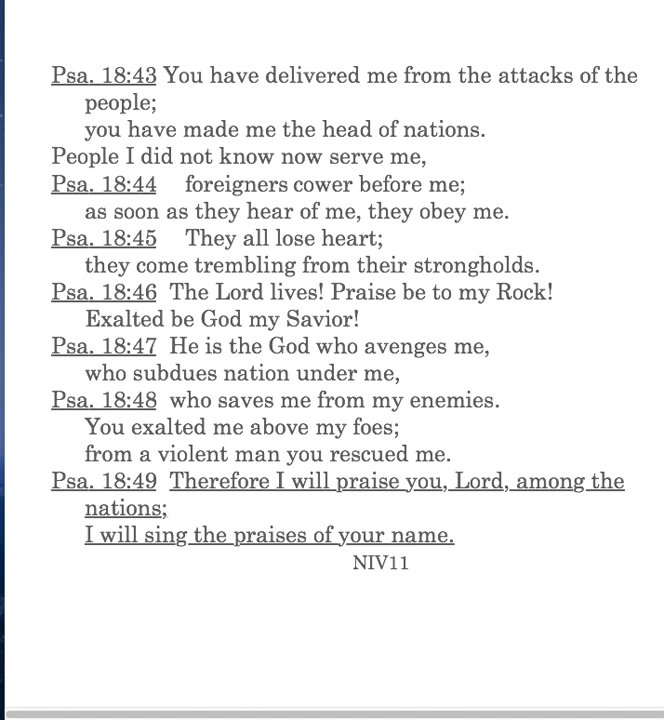 Psa. 18:43 You have delivered me from the attacks of the
people;
you have made me the head of nations.
People I did not know now serve me,
Psa. 18:44 foreigners cower before me;
as soon as they hear of me, they obey me.
Psa. 18:45 They all lose heart;
they come trembling from their strongholds.
Psa. 18:46 The Lord lives! Praise be to my Rock!
Exalted be God my Savior!
Psa. 18:47 He is the God who avenges me,
who subdues nation under me,
Psa. 18:48 who saves me from my enemies.
You exalted me above my foes;
from a violent man you rescued me.
Psa. 18:49 Therefore I will praise you, Lord, among the
nations;
I will sing the praises of your name.
NIV11